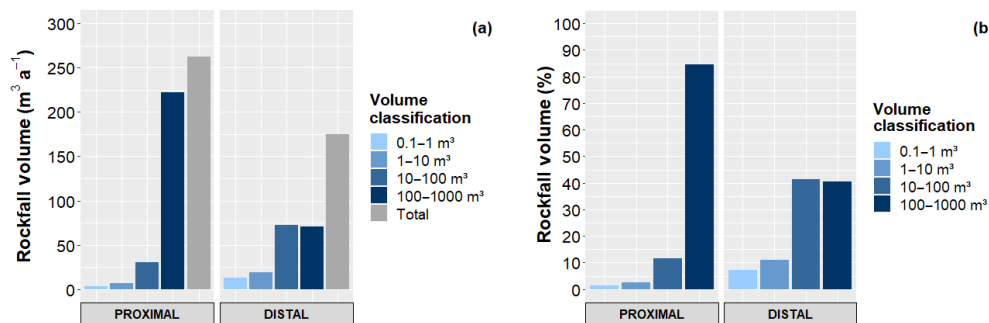 (a)
Rockfall volume (m³ a⁻¹)
300
250
200
150
100
50
0
PROXIMAL DISTAL
Volume
classification
0.1–1 m³
1–10 m³
10–100 m³
100–1000 m³
Total
(b
Rockfall volume (%)
100
90
80
70
60
50
40
30
20
10
0
PROXIMAL DISTAL
Volume
classification
0.1–1 m³
1–10 m³
10–100 m³
100–1000 m³